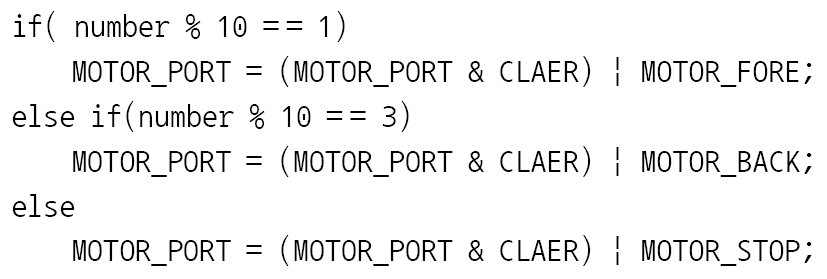 if( number % 10 == 1)
    MOTOR_PORT = (MOTOR_PORT & CLAER) ¦ MOTOR_FORE;
else if(number % 10 == 3)
    MOTOR_PORT = (MOTOR_PORT & CLAER) ¦ MOTOR_BACK;
else
    MOTOR_PORT = (MOTOR_PORT & CLAER) ¦ MOTOR_STOP;